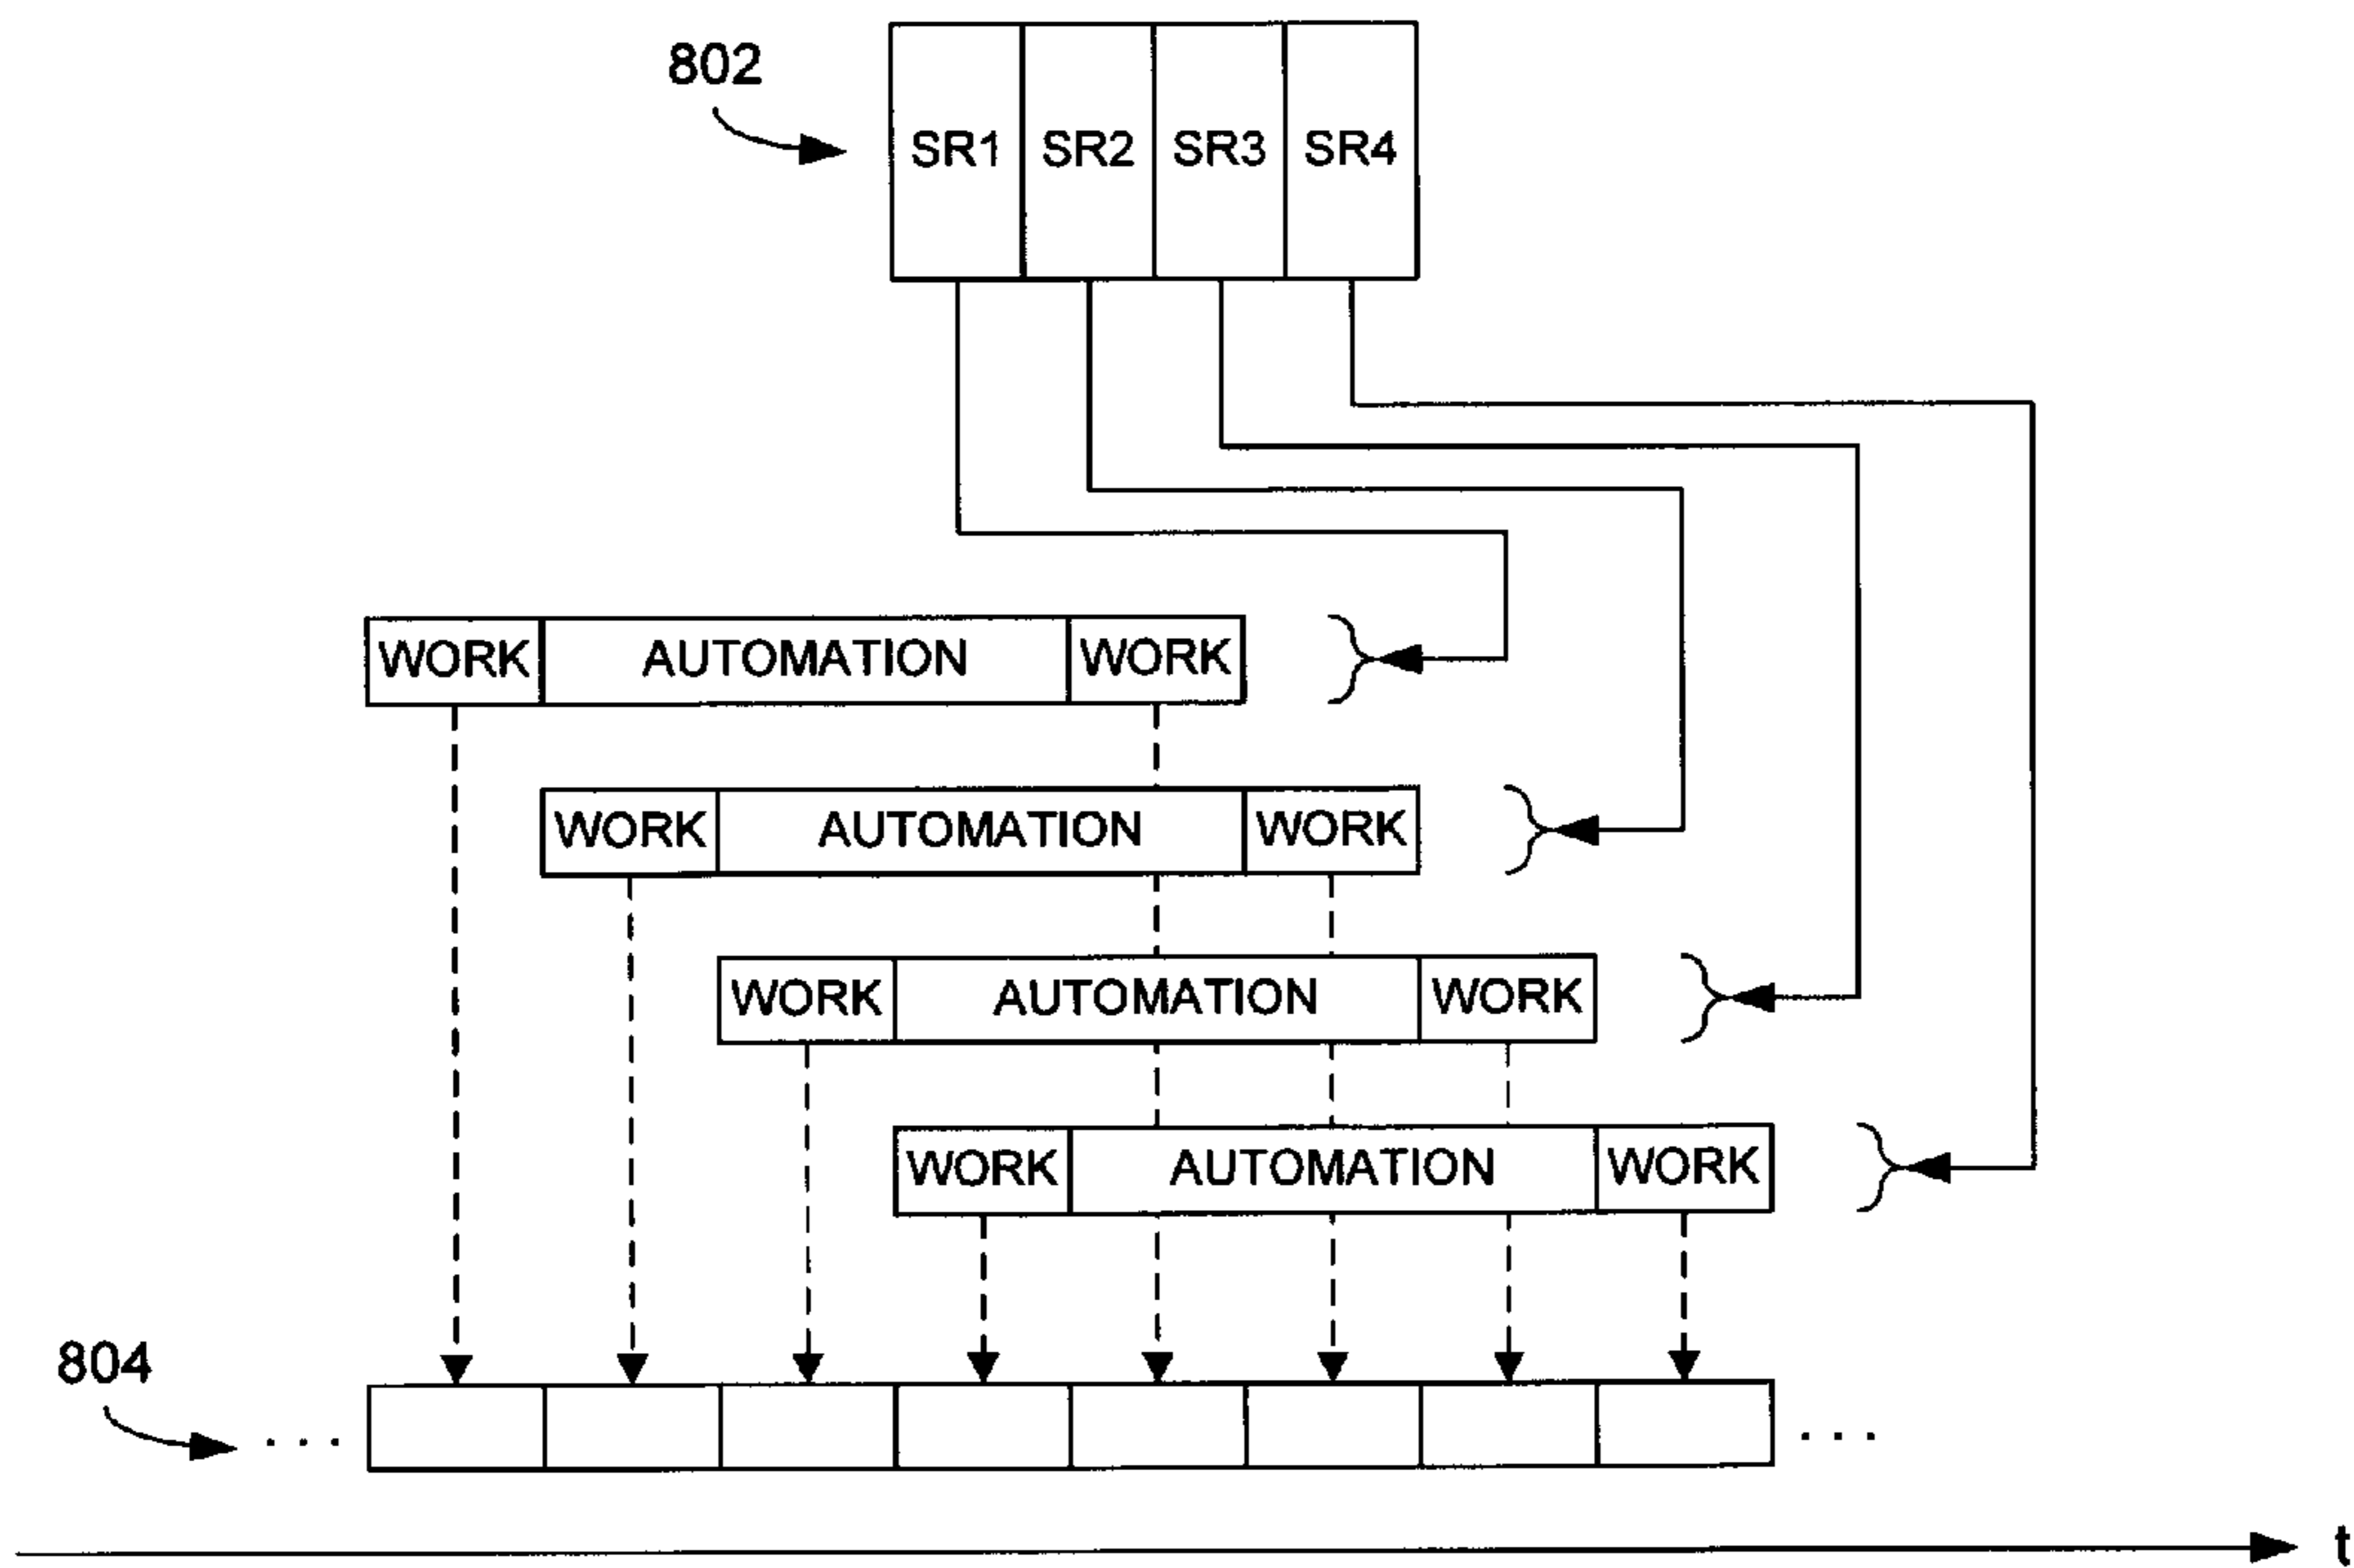 802
SR1 SR2 SR3 SR4
WORK AUTOMATION WORK
WORK AUTOMATION WORK
WORK AUTOMATION WORK
WORK AUTOMATION WORK
804
... ...
t